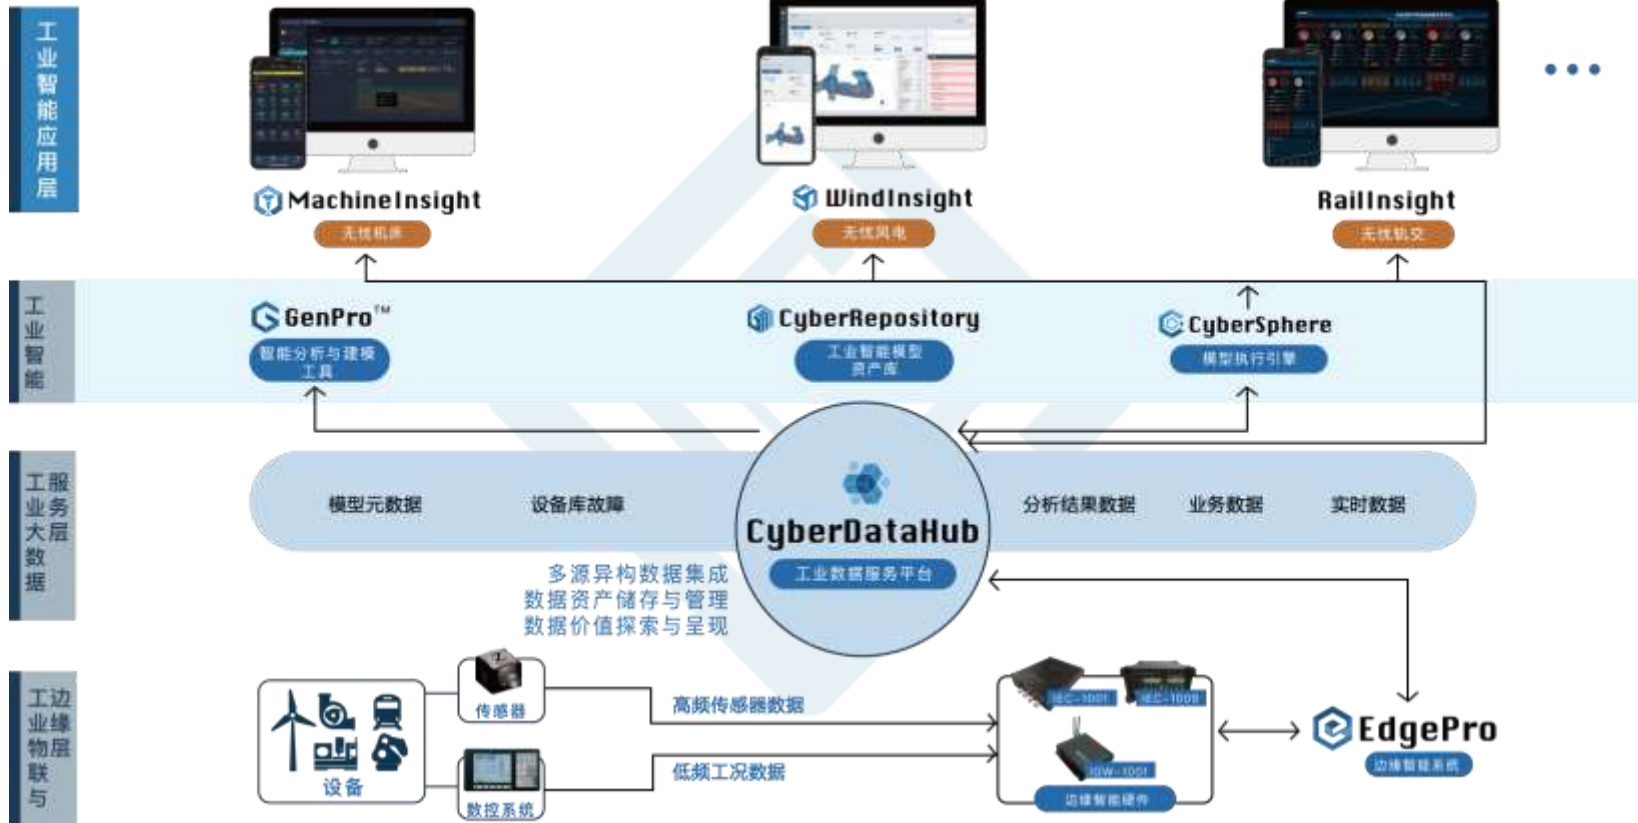 工业智能应用层
MachineInsight
无忧机床
WindInsight
无忧风电
RailInsight
无忧轨交
工业智能
GenPro™
智能分析与建模
工具
CyberRepository
工业智能模型
资产库
CyberSphere
模型执行引擎
工业大数据
服务层
模型元数据
设备库故障
CyberDataHub
工业数据服务平台
分析结果数据
业务数据
实时数据
多源异构数据集成
数据资产储存与管理
数据价值探索与呈现
工业物联与
边缘层
设备
传感器
数控系统
高频传感器数据
低频工况数据
IEC-1001
IGW-1001
边缘智能硬件
EdgePro
边缘智能系统